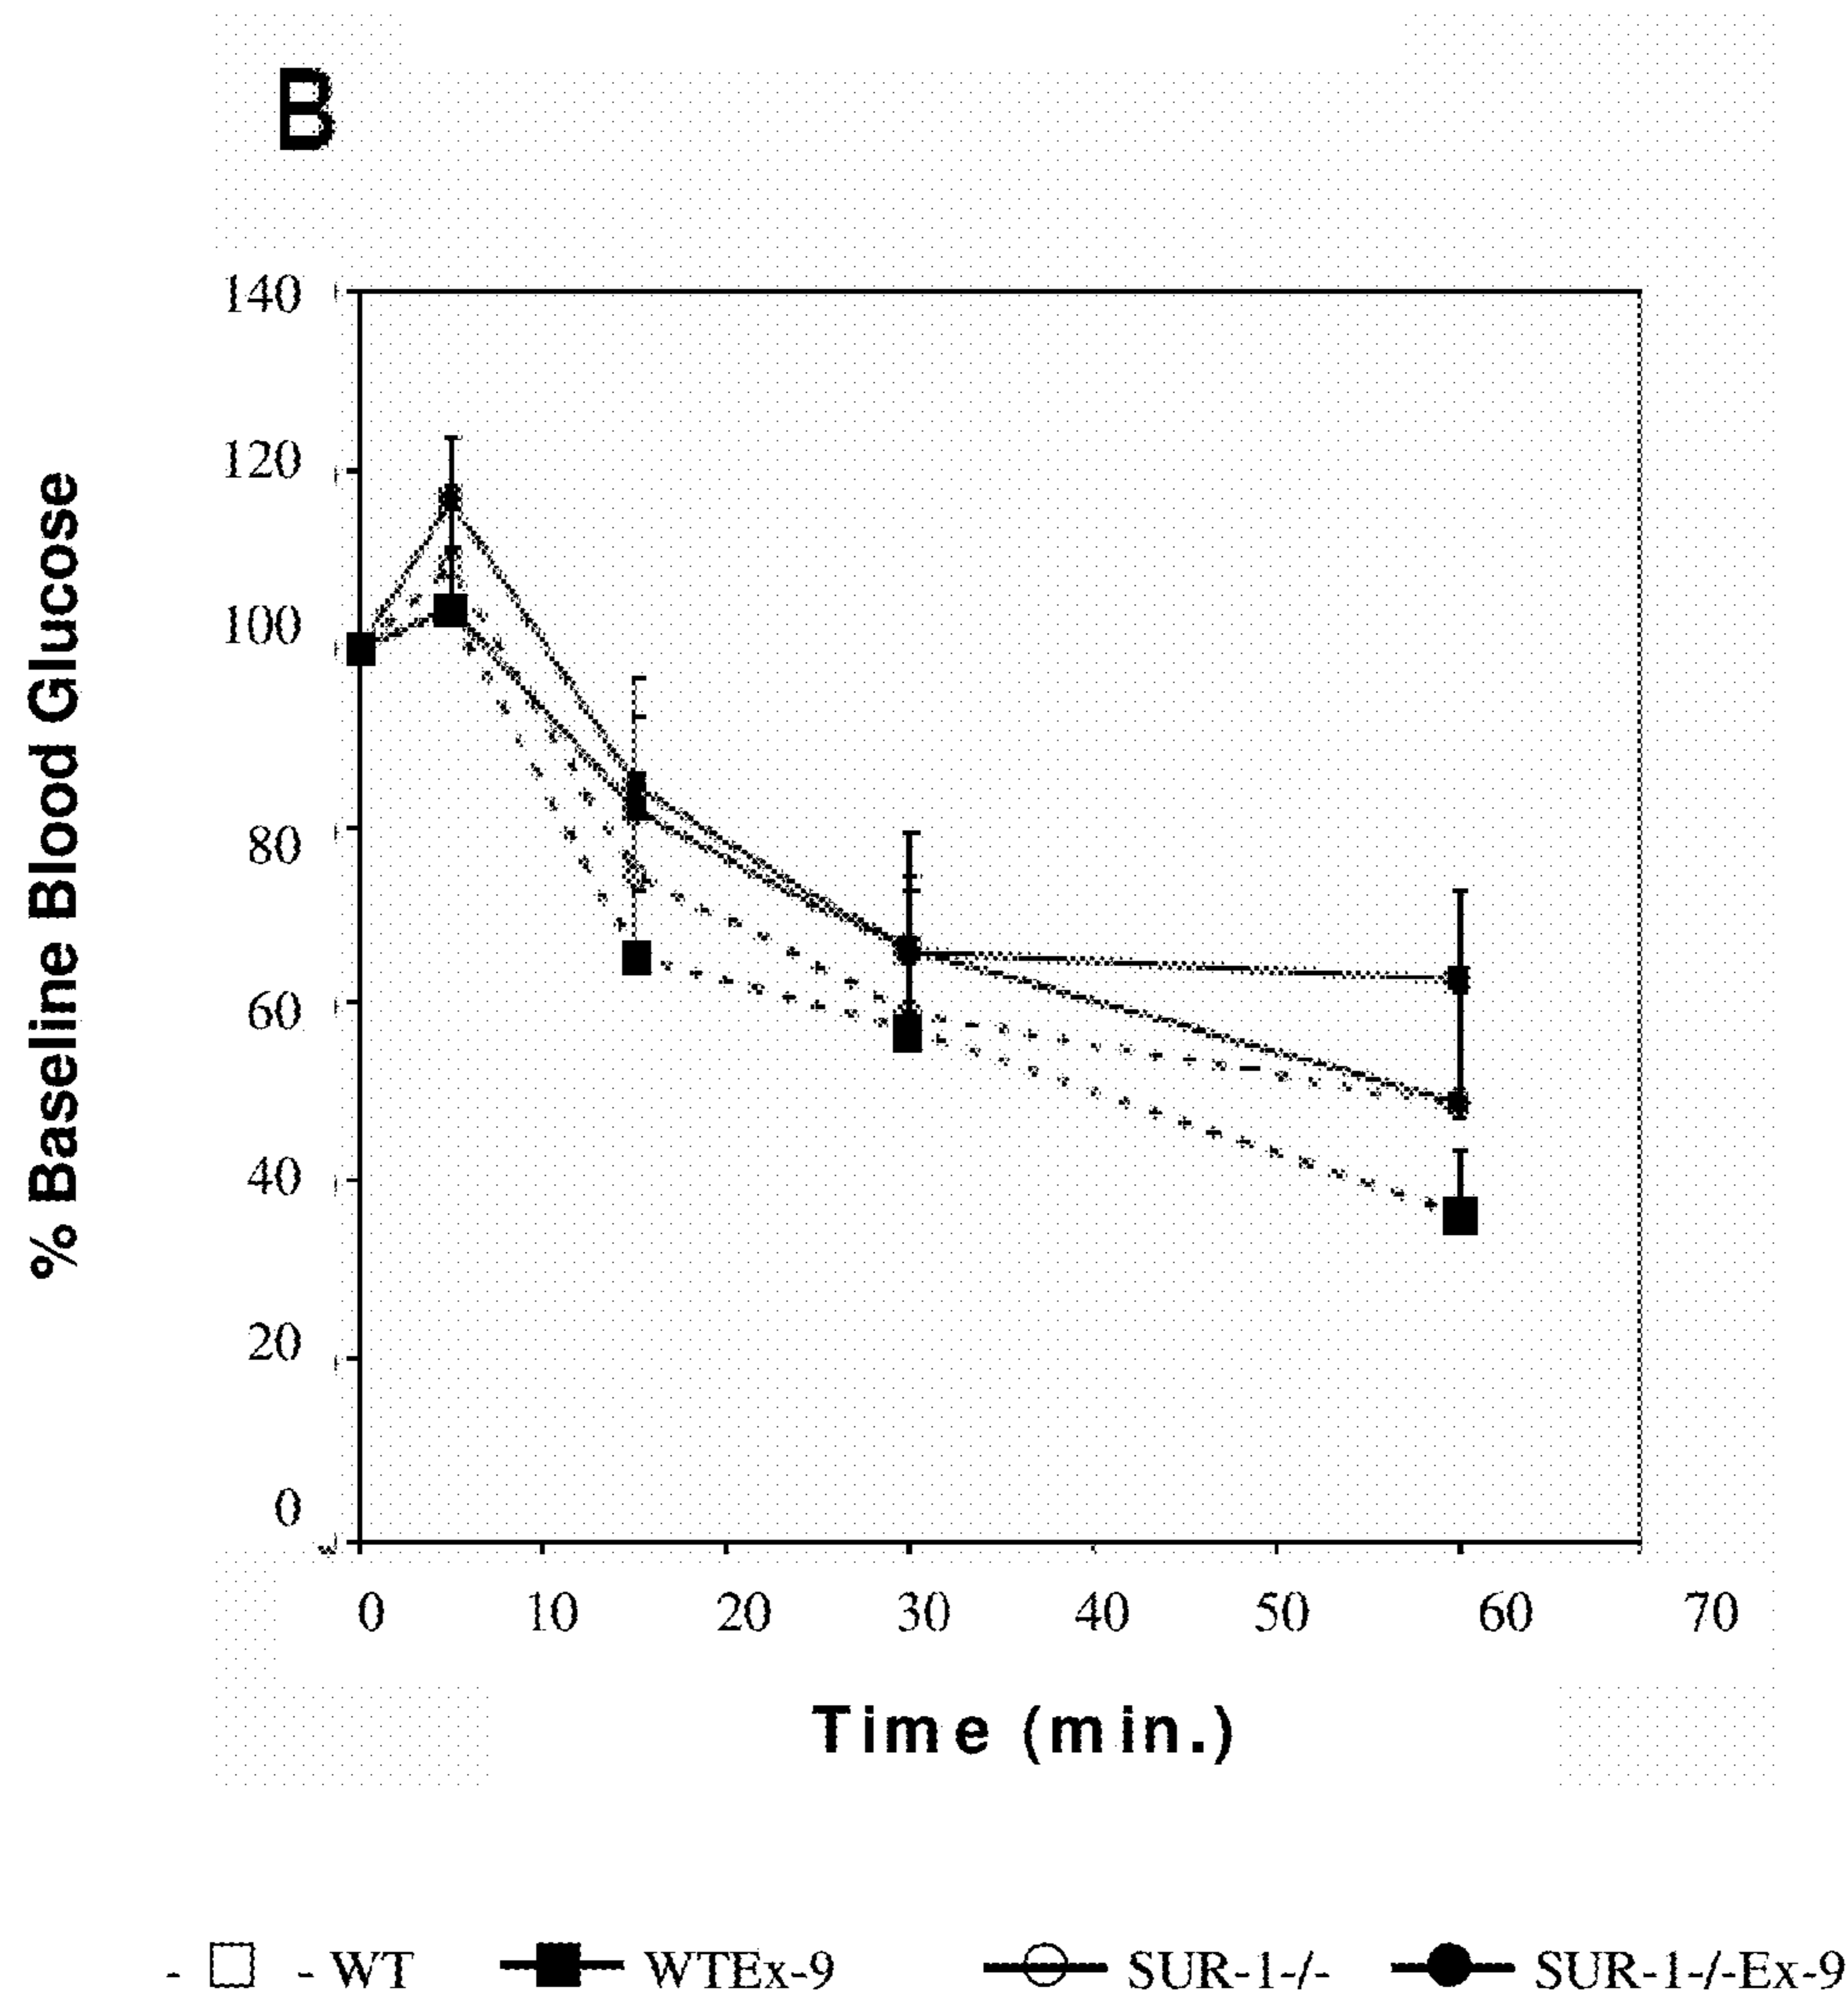 B
% Baseline Blood Glucose
140
120
100
80
60
40
20
0
0 10 20 30 40 50 60 70
Time (min.)
- - WT WTEx-9 SUR-1-/- SUR-1-/-Ex-9